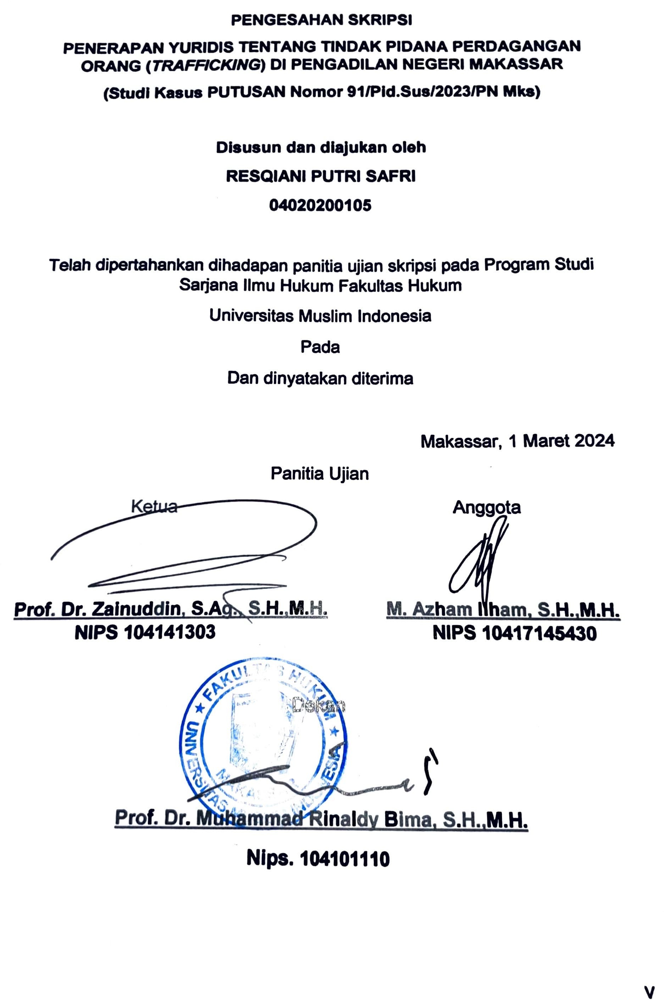 PENGESAHAN SKRIPSI
PENERAPAN YURIDIS TENTANG TINDAK PIDANA PERDAGANGAN
ORANG (TRAFFICKING) DI PENGADILAN NEGERI MAKASSAR
(Studi Kasus PUTUSAN Nomor 91/Pid.Sus/2023/PN Mks)
Disusun dan diajukan oleh
RESQIANI PUTRI SAFRI
04020200105
Telah dipertahankan dihadapan panitia ujian skripsi pada Program Studi
Sarjana Ilmu Hukum Fakultas Hukum
Universitas Muslim Indonesia
Pada
Dan dinyatakan diterima
Makassar, 1 Maret 2024
Panitia Ujian
Ketua
Anggota
Prof. Dr. Zainuddin, S.Ag., S.H.,M.H.
M. Azham Ilham, S.H.,M.H.
NIPS 104141303
NIPS 10417145430
FAKULTAS HUKUM
UNIVERSITAS INDONESIA
Dekan
Prof. Dr. Muhammad Rinaldy Bima, S.H.,M.H.
Nips. 104101110
v